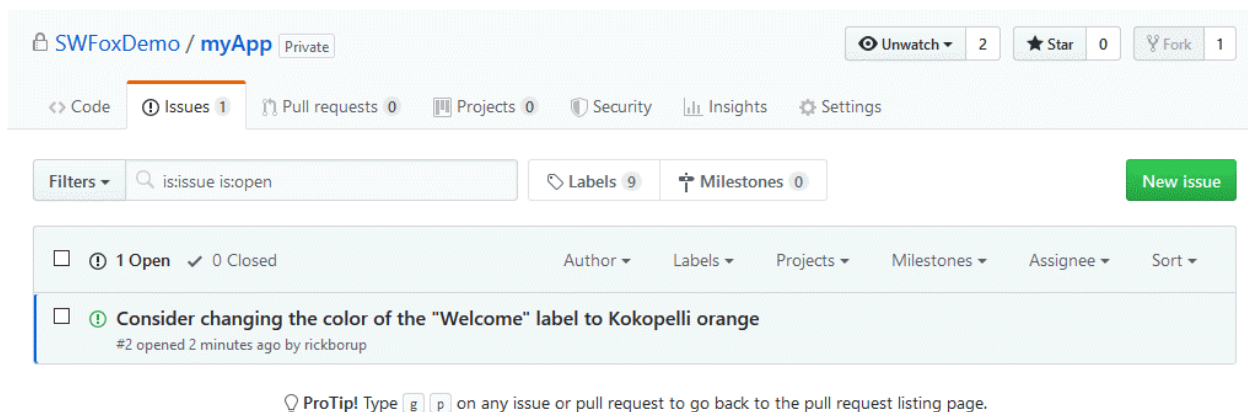 SWFoxDemo / myApp Private Unwatch 2 Star 0 Fork 1
<> Code Issues 1 Pull requests 0 Projects 0 Security Insights Settings
Filters is:issue is:open Labels 9 Milestones 0 New issue
1 Open 0 Closed Author Labels Projects Milestones Assignee Sort
Consider changing the color of the "Welcome" label to Kokopelli orange
#2 opened 2 minutes ago by rickborup
ProTip! Type g p on any issue or pull request to go back to the pull request listing page.